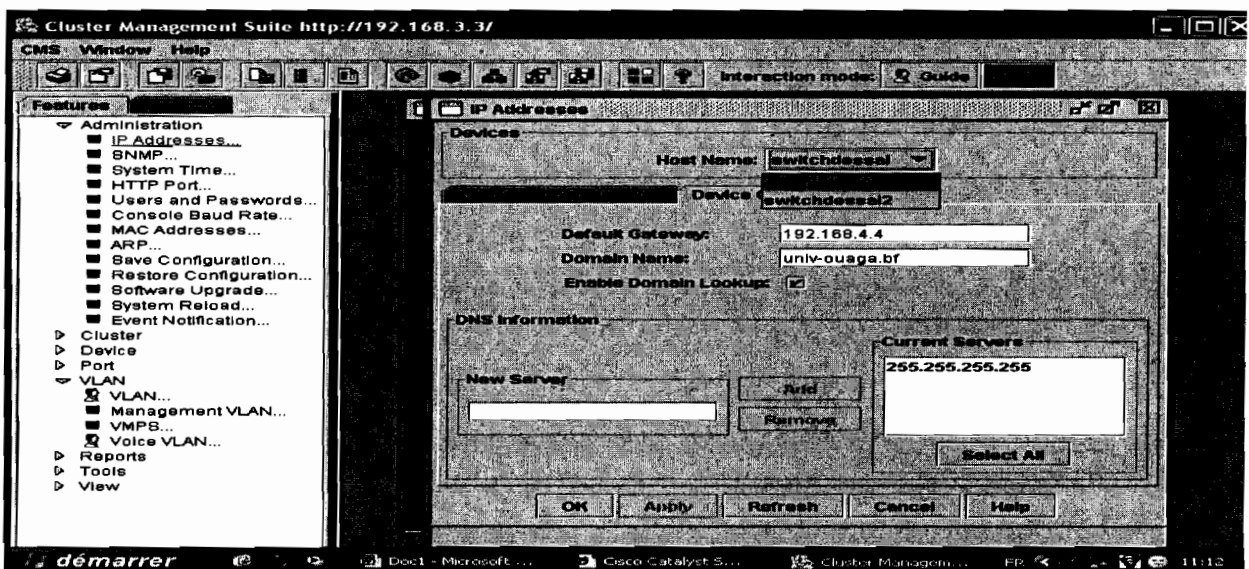 Cluster Management Suite http://192.168.3.3/
CMS Window Help
Interaction mode: Guide
Features
Administration
IP Addresses...
SNMP...
System Time...
HTTP Port...
Users and Passwords...
Console Baud Rate...
MAC Addresses...
ARP...
Save Configuration...
Restore Configuration...
Software Upgrade...
System Reload...
Event Notification...
Cluster
Device
Port
VLAN
VLAN...
Management VLAN...
VMPS...
Voice VLAN...
Reports
Tools
View
IP Addresses
Devices
Host Name: switchdessai
Device
switchdessai2
Default Gateway: 192.168.4.4
Domain Name: univ-ouaga.bf
Enable Domain Lookup:
DNS Information
Current Servers
255.255.255.255
New Server
Add
Remove
Select All
OK Apply Refresh Cancel Help
démarrer Doc1 - Microsoft ... Cisco Catalyst S... Cluster Managem... FR 11:12